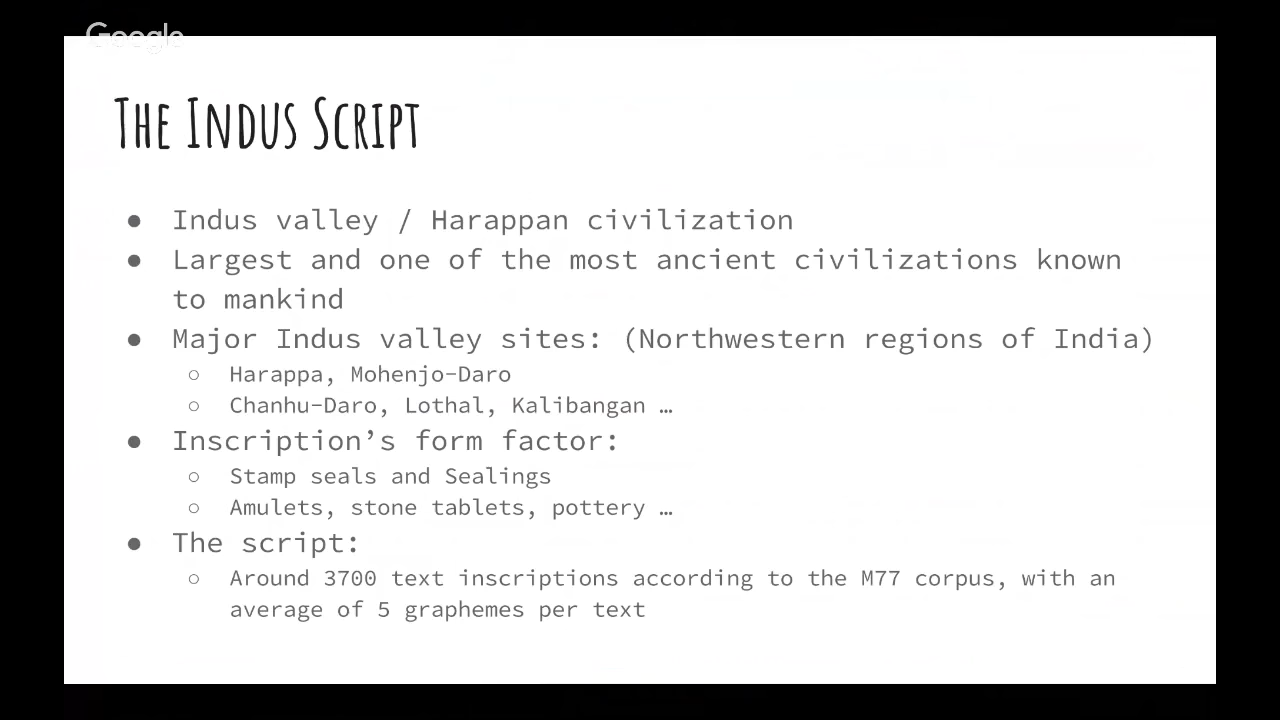 Google
The Indus Script
● Indus valley / Harappan civilization
● Largest and one of the most ancient civilizations known
to mankind
● Major Indus valley sites: (Northwestern regions of India)
○ Harappa, Mohenjo-Daro
○ Chanhu-Daro, Lothal, Kalibangan …
● Inscription’s form factor:
○ Stamp seals and Sealings
○ Amulets, stone tablets, pottery …
● The script:
○ Around 3700 text inscriptions according to the M77 corpus, with an
average of 5 graphemes per text